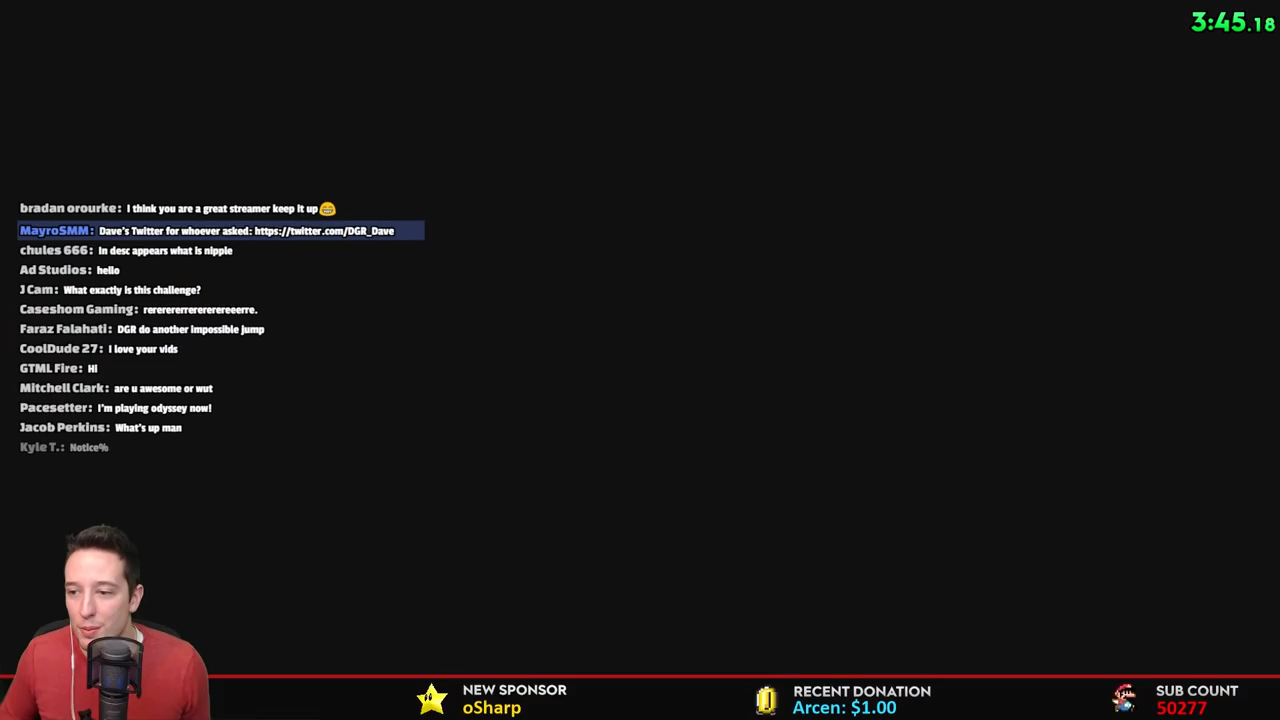 3:45.18
bradan orourke: I think you are a great streamer keep it up😁
MayroSMM: Dave's Twitter for whoever asked: https://twitter.com/DGR_Dave
chules 666: In desc appears what is nipple
Ad Studios: hello
J Cam: What exactly is this challenge?
Caseshom Gaming: rerererrerererereeerre.
Faraz Falahati: DGR do another impossible jump
CoolDude 27: I love your vids
GTML Fire: HI
Mitchell Clark: are u awesome or wut
Pacesetter: I'm playing odyssey now!
Jacob Perkins: What's up man
Kyle T.: Notice%
NEW SPONSOR
oSharp
RECENT DONATION
Arcen: $1.00
SUB COUNT
50277